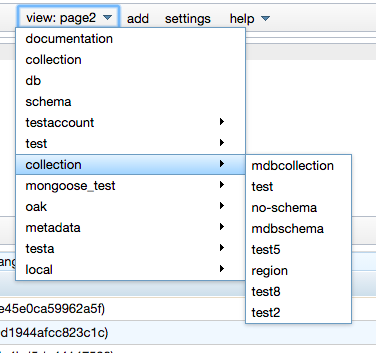 view: page2 add settings help
documentation
collection
db
schema
testaccount
test
collection
mongoose_test
oak
metadata
testa
local
mdbcollection
test
no-schema
mdbschema
test5
region
test8
test2
ang
e45e0ca59962a5f)
d1944afcc823c1c)